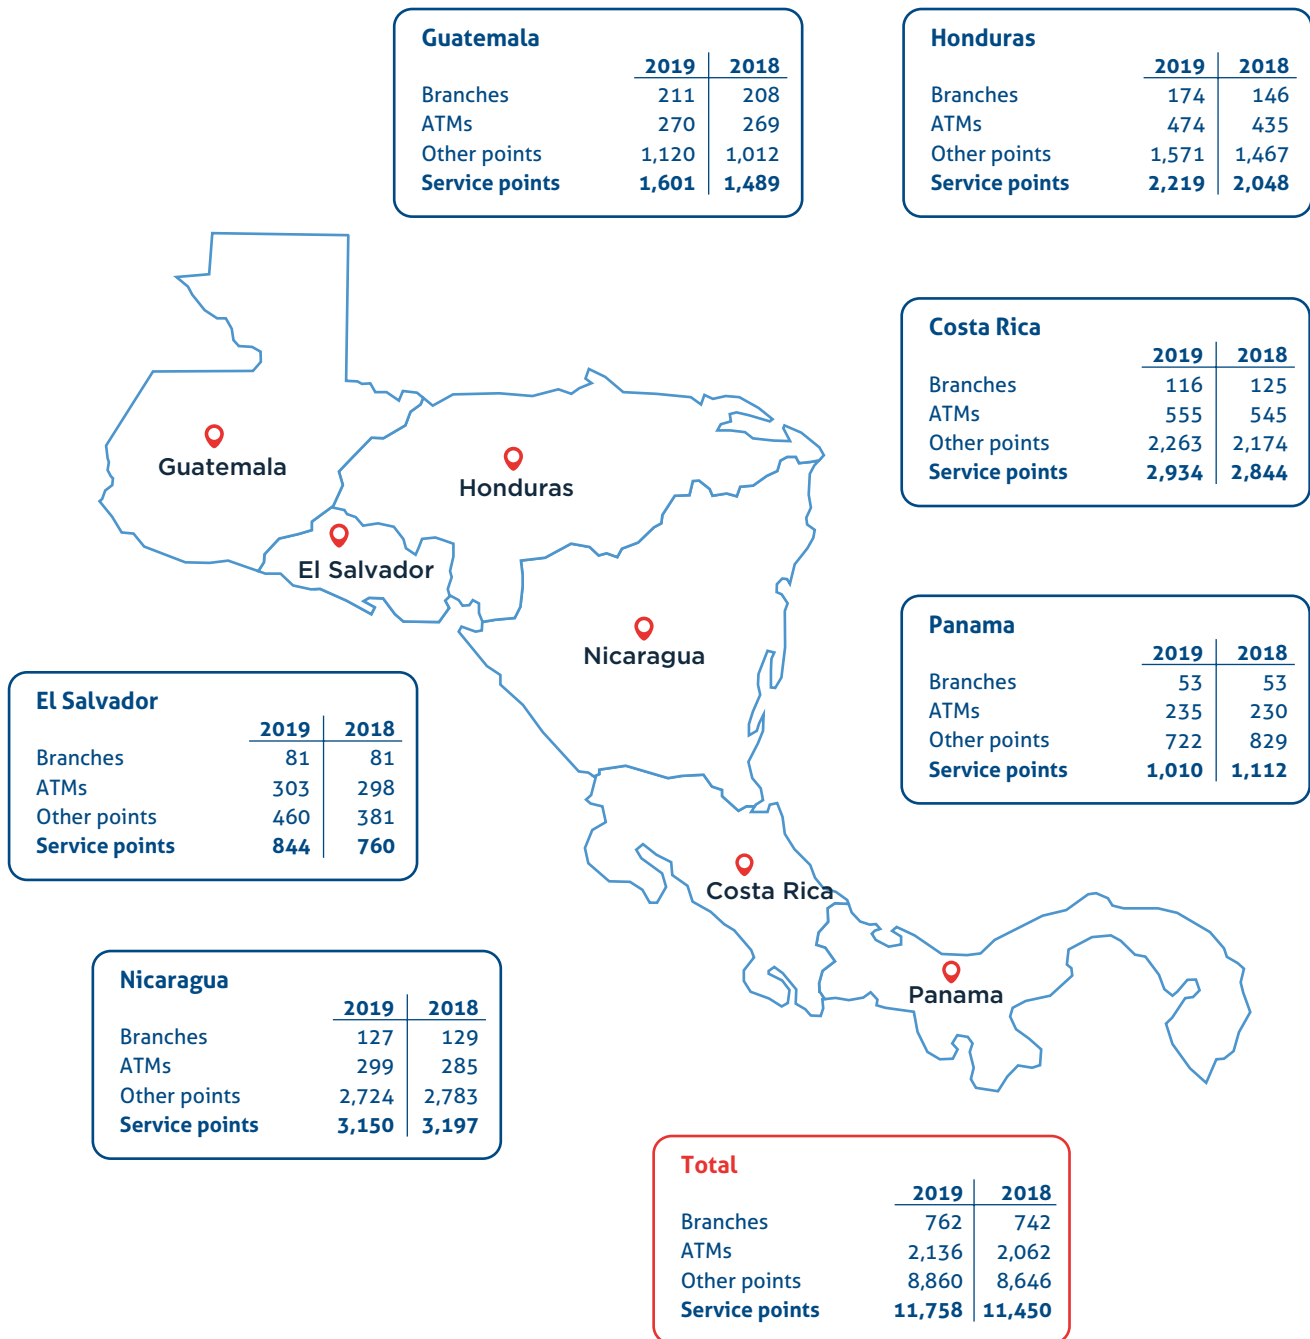 Guatemala
2019 2018
Branches 211 208
ATMs 270 269
Other points 1,120 1,012
Service points 1,601 1,489
Honduras
2019 2018
Branches 174 146
ATMs 474 435
Other points 1,571 1,467
Service points 2,219 2,048
Costa Rica
2019 2018
Branches 116 125
ATMs 555 545
Other points 2,263 2,174
Service points 2,934 2,844
Guatemala
Honduras
El Salvador
Nicaragua
Panama
2019 2018
Branches 53 53
ATMs 235 230
Other points 722 829
Service points 1,010 1,112
El Salvador
2019 2018
Branches 81 81
ATMs 303 298
Other points 460 381
Service points 844 760
Costa Rica
Panama
Nicaragua
2019 2018
Branches 127 129
ATMs 299 285
Other points 2,724 2,783
Service points 3,150 3,197
Total
2019 2018
Branches 762 742
ATMs 2,136 2,062
Other points 8,860 8,646
Service points 11,758 11,450